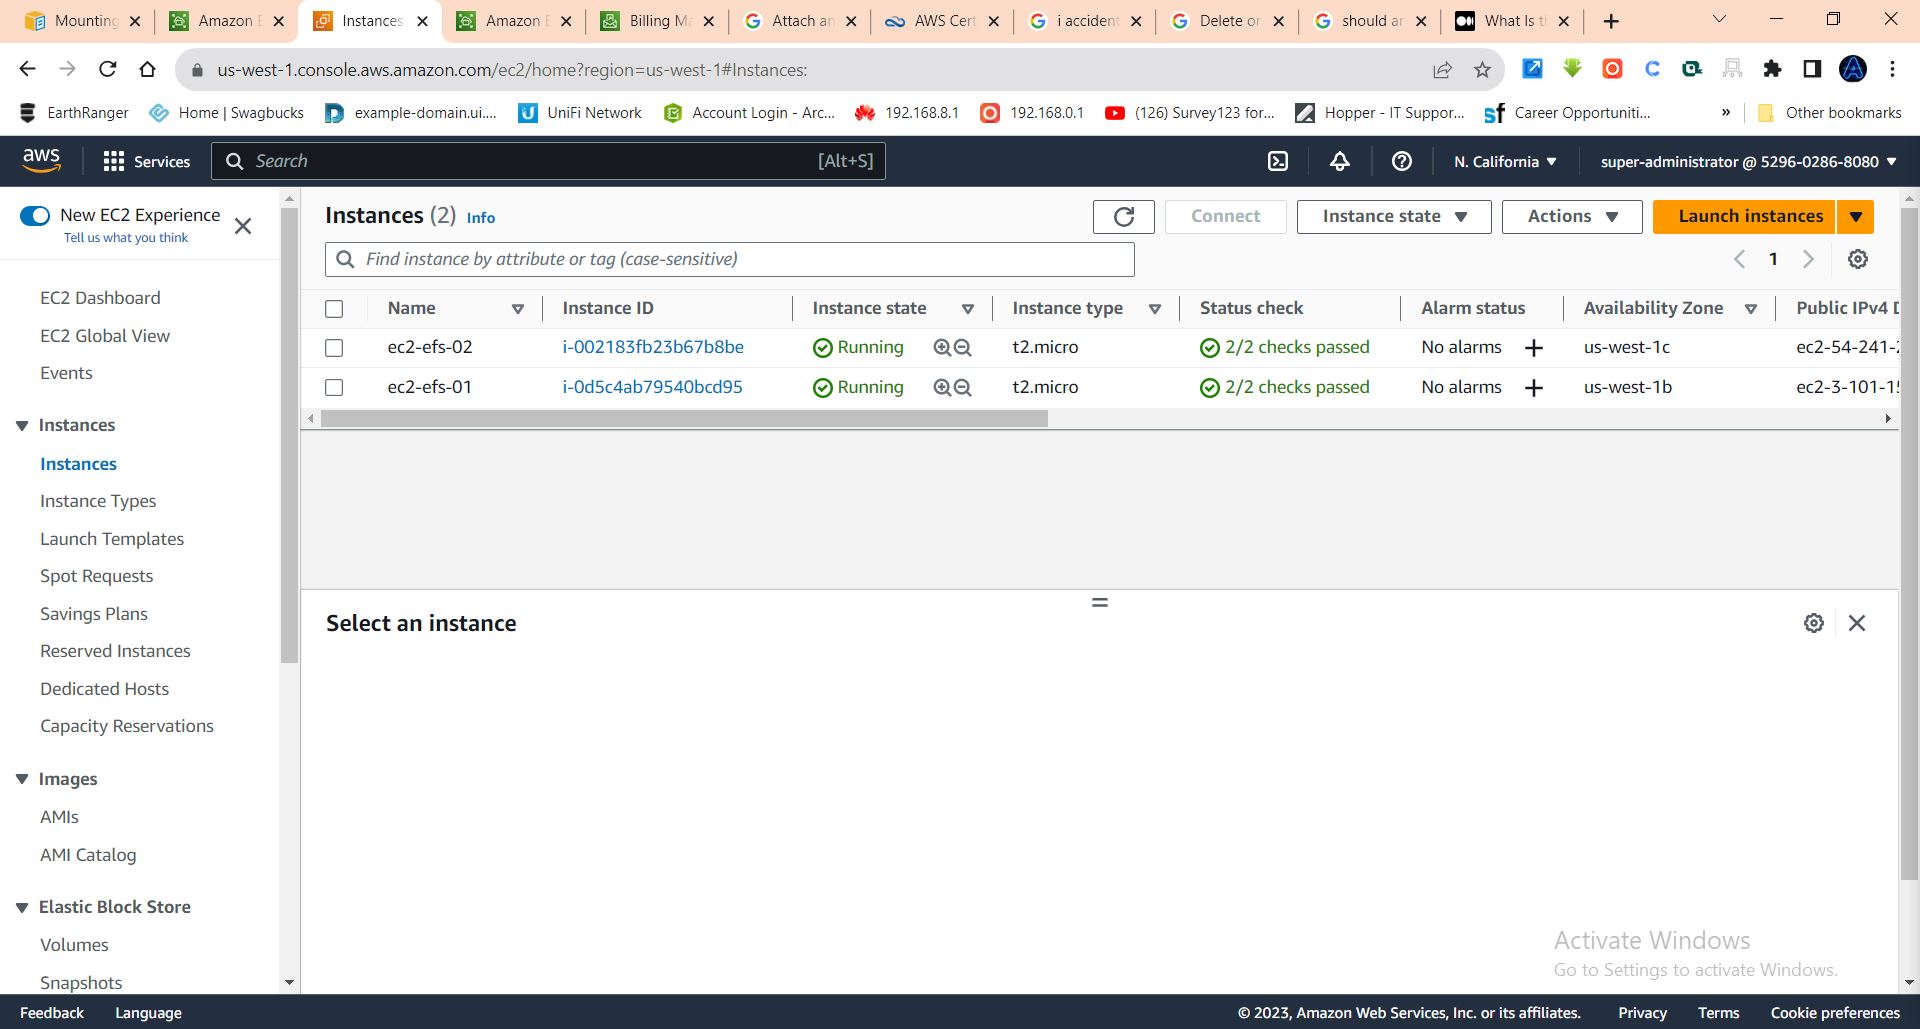 Mounting
Amazon E
Instances
Amazon E
Billing Ma
Attach an
AWS Cert
i acciden
Delete or
should an
What Is th
us-west-1.console.aws.amazon.com/ec2/home?region=us-west-1#Instances:
EarthRanger
Home | Swagbucks
example-domain.ui....
UniFi Network
Account Login - Arc...
192.168.8.1
192.168.0.1
(126) Survey123 for...
Hopper - IT Suppor...
Career Opportuniti...
»
Other bookmarks
aws
Services
Search
[Alt+S]
N. California
super-administrator @ 5296-0286-8080
New EC2 Experience
Tell us what you think
EC2 Dashboard
EC2 Global View
Events
Instances
Instances
Instance Types
Launch Templates
Spot Requests
Savings Plans
Reserved Instances
Dedicated Hosts
Capacity Reservations
Images
AMIs
AMI Catalog
Elastic Block Store
Volumes
Snapshots
Instances (2) Info
Connect
Instance state
Actions
Launch instances
Find instance by attribute or tag (case-sensitive)
1
Name Instance ID Instance state Instance type Status check Alarm status Availability Zone Public IPv4 D
ec2-efs-02 i-002183fb23b67b8be Running t2.micro 2/2 checks passed No alarms us-west-1c ec2-54-241-2
ec2-efs-01 i-0d5c4ab79540bcd95 Running t2.micro 2/2 checks passed No alarms us-west-1b ec2-3-101-15
Select an instance
Activate Windows
Go to Settings to activate Windows.
Feedback
Language
© 2023, Amazon Web Services, Inc. or its affiliates.
Privacy
Terms
Cookie preferences